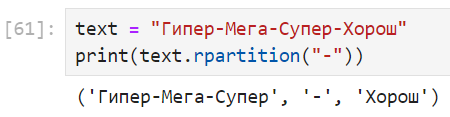 [61]: text = "Гипер-Мега-Супер-Хорош"
print(text.rpartition("-"))
('Гипер-Мега-Супер', '-', 'Хорош')